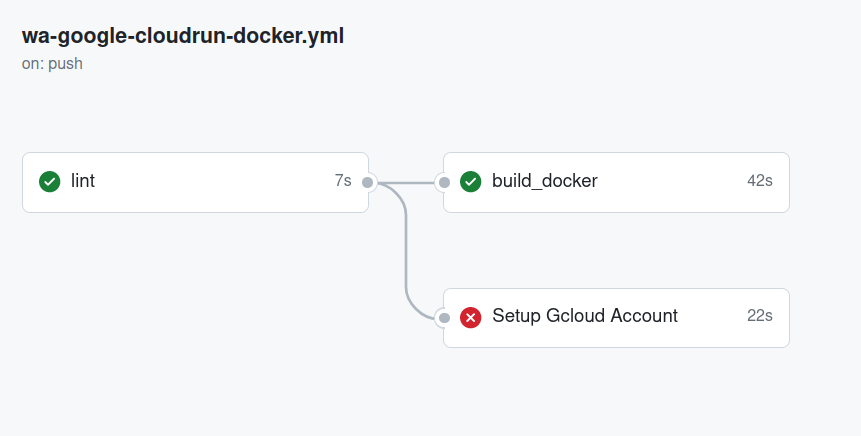 wa-google-cloudrun-docker.yml
on: push
lint 7s
build_docker 42s
Setup Gcloud Account 22s